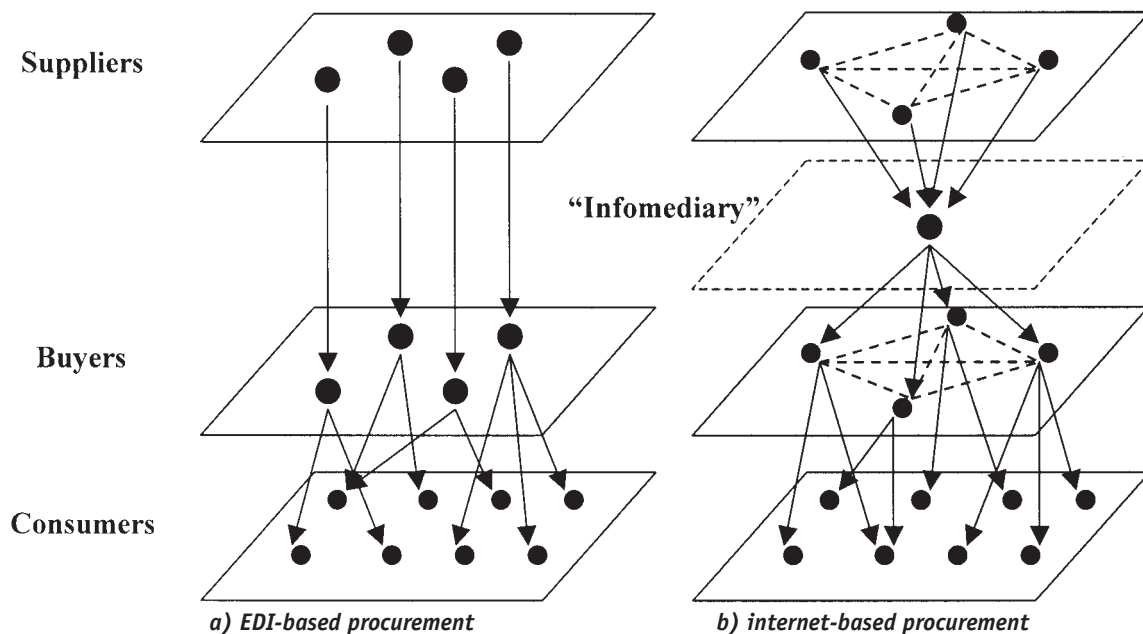 Suppliers
“Infomediary”
Buyers
Consumers
a) EDI-based procurement
b) internet-based procurement